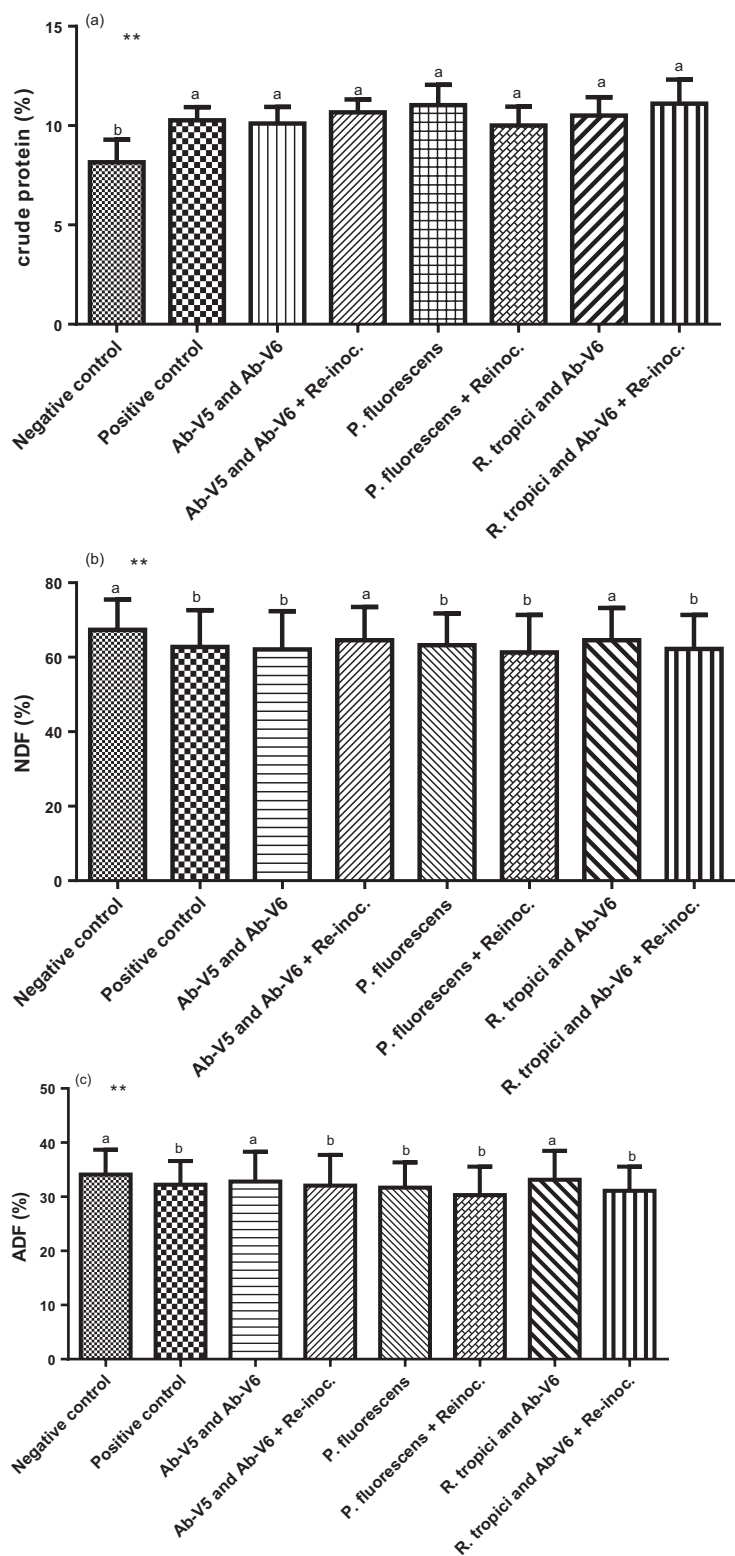 (a)
**
15
10
5
0
crude protein (%)
b
a
a
a
a
a
a
a
Negative control
Positive control
Ab-V5 and Ab-V6
Ab-V5 and Ab-V6 + Re-inoc.
P. fluorescens
P. fluorescens + Reinoc.
R. tropici and Ab-V6
R. tropici and Ab-V6 + Re-inoc.
(b)
**
80
60
40
20
0
NDF (%)
a
b
b
a
b
b
a
b
Negative control
Positive control
Ab-V5 and Ab-V6
Ab-V5 and Ab-V6 + Re-inoc.
P. fluorescens
P. fluorescens + Reinoc.
R. tropici and Ab-V6
R. tropici and Ab-V6 + Re-inoc.
(c)
**
50
40
30
20
10
0
ADF (%)
a
b
a
b
b
b
a
b
Negative control
Positive control
Ab-V5 and Ab-V6
Ab-V5 and Ab-V6 + Re-inoc.
P. fluorescens
P. fluorescens + Reinoc.
R. tropici and Ab-V6
R. tropici and Ab-V6 + Re-inoc.